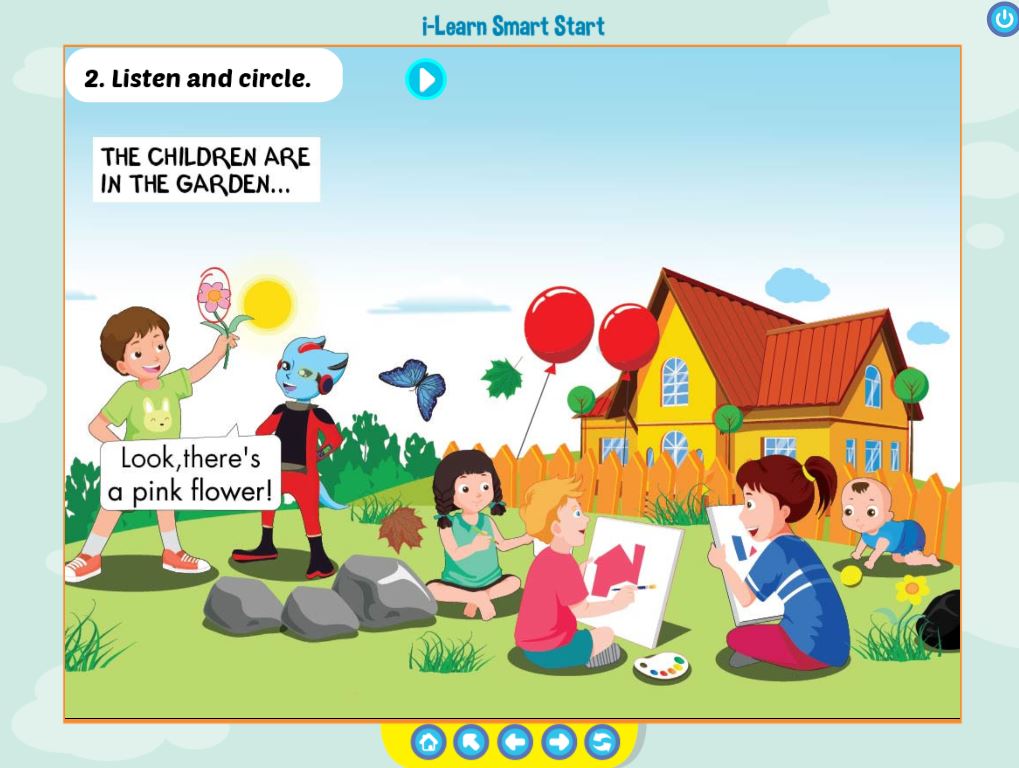 i-Learn Smart Start
2. Listen and circle.
THE CHILDREN ARE
IN THE GARDEN...
Look,there's
a pink flower!